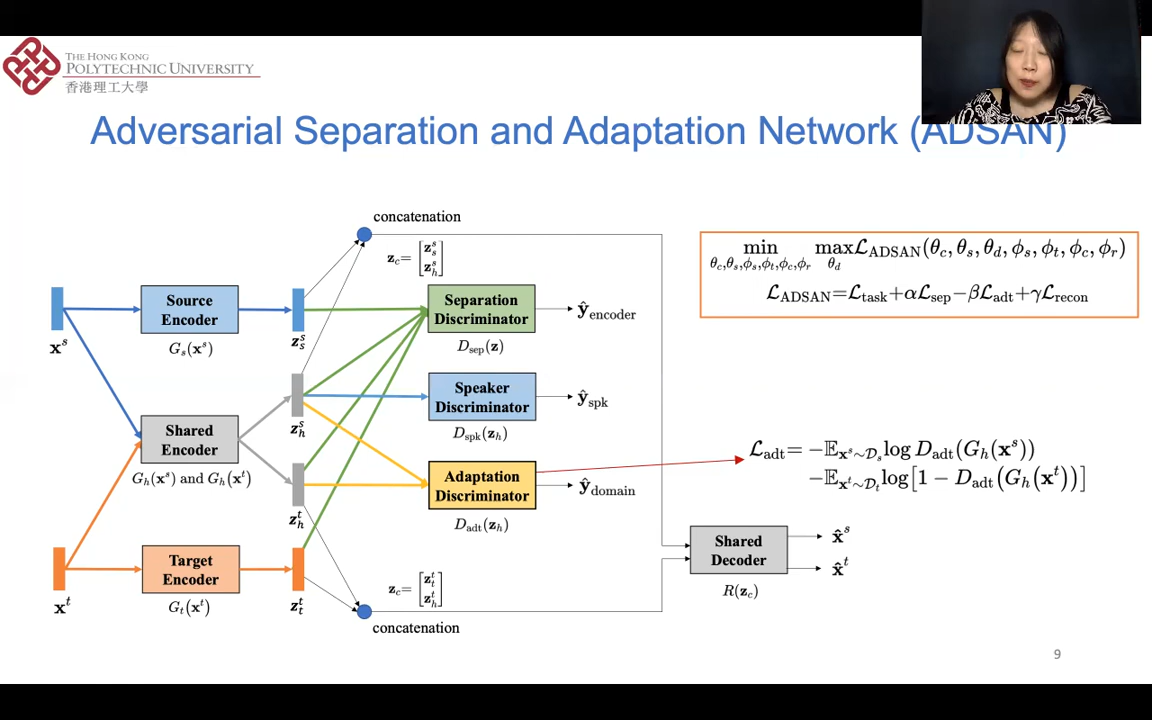 THE HONG KONG
POLYTECHNIC UNIVERSITY
香港理工大學
Adversarial Separation and Adaptation Network (ADSAN)
concatenation
z_c = [z_s^s z_h^s]
min_{θ_c,θ_s,ϕ_s,ϕ_t,ϕ_c,ϕ_r} max_{θ_d} ℒ_ADSAN(θ_c, θ_s, θ_d, ϕ_s, ϕ_t, ϕ_c, ϕ_r)
ℒ_ADSAN=ℒ_task+αℒ_sep−βℒ_adt+γℒ_recon
x^s
Source
Encoder
G_s(x^s)
z_s^s
Separation
Discriminator
D_sep(z)
ŷ_encoder
Shared
Encoder
G_h(x^s) and G_h(x^t)
z_h^s
Speaker
Discriminator
D_spk(z_h)
ŷ_spk
z_h^t
Adaptation
Discriminator
D_adt(z_h)
ŷ_domain
ℒ_adt= −𝔼_{x^s∼𝒟_s} log D_adt(G_h(x^s))
−𝔼_{x^t∼𝒟_t} log[1 − D_adt(G_h(x^t))]
x^t
Target
Encoder
G_t(x^t)
z_t^t
z_c = [z_t^t z_h^t]
concatenation
Shared
Decoder
R(z_c)
x̂^s
x̂^t
9